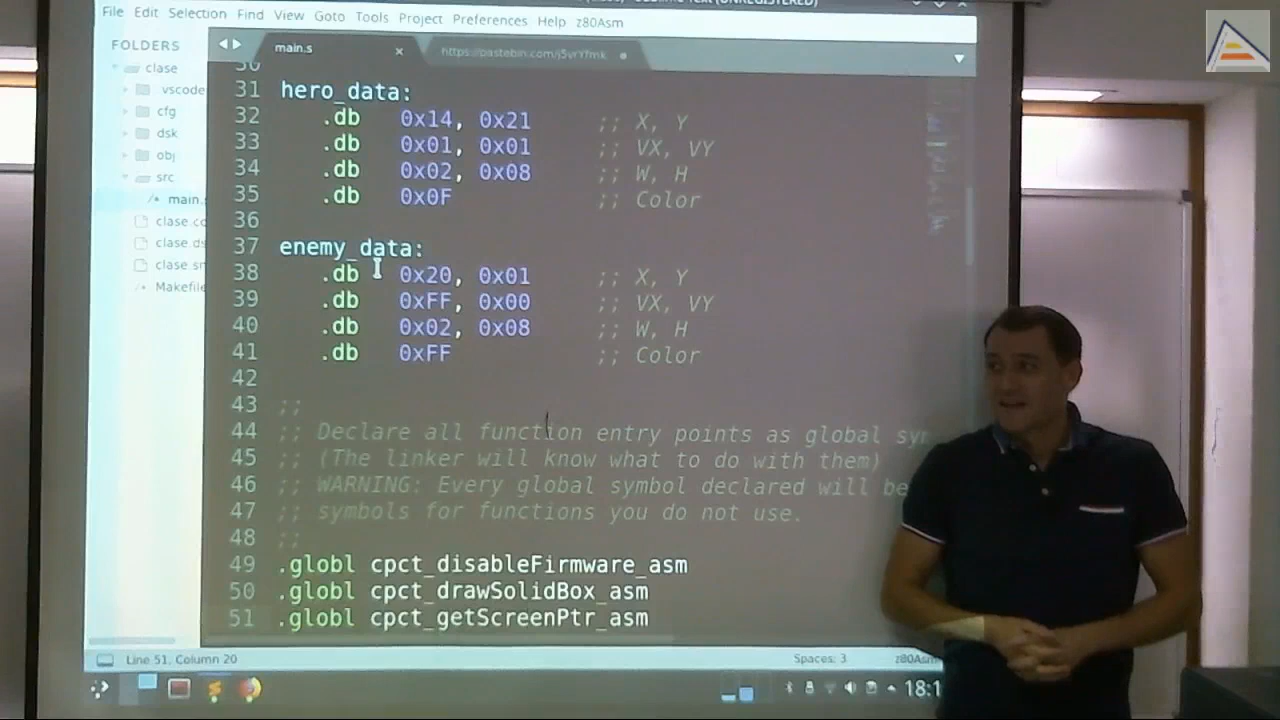 File Edit Selection Find View Goto Tools Project Preferences Help z80Asm
FOLDERS
clase
.vscode
cfg
dsk
obj
src
main.
clase
clase
clase
Makefile
main.s
30
31 hero_data:
32 .db 0x14, 0x21 ;; X, Y
33 .db 0x01, 0x01 ;; VX, VY
34 .db 0x02, 0x08 ;; W, H
35 .db 0x0F ;; Color
36
37 enemy_data:
38 .db 0x20, 0x01 ;; X, Y
39 .db 0xFF, 0x00 ;; VX, VY
40 .db 0x02, 0x08 ;; W, H
41 .db 0xFF ;; Color
42
43 ;;
44 ;; Declare all function entry points as global
45 ;; (The linker will know what to do with them)
46 ;; WARNING: Every global symbol declared will be
47 ;; symbols for functions you do not use.
48 ;;
49 .globl cpct_disableFirmware_asm
50 .globl cpct_drawSolidBox_asm
51 .globl cpct_getScreenPtr_asm
Line 51, Column 20
Spaces: 3
z80Asm
18:1